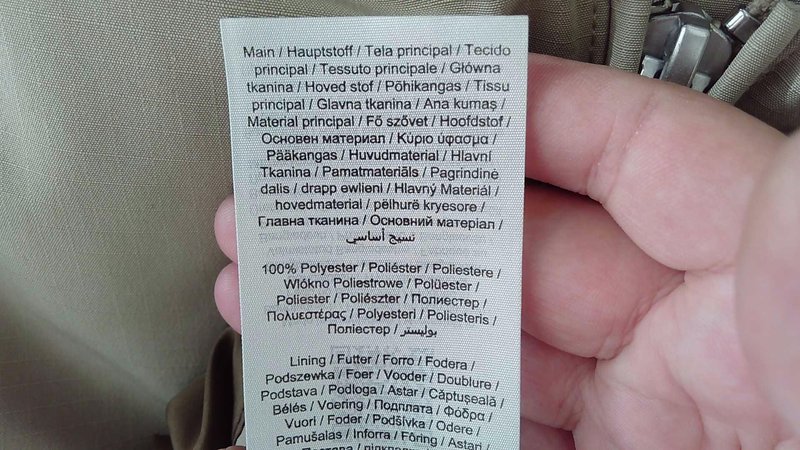 Main / Hauptstoff / Tela principal / Tecido
principal / Tessuto principale / Główna
tkanina / Hoved stof / Põhikangas / Tissu
principal / Glavna tkanina / Ana kumaş /
Material principal / Fő szővet / Hoofdstof /
Основен материал / Κύριο ύφασμα /
Pääkangas / Huvudmaterial / Hlavní
Tkanina / Pamatmateriāls / Pagrindinė
dalis / drapp ewlieni / Hlavný Materiál /
hovedmaterial / pëlhurë kryesore /
Главна тканина / Основний матеріал /
نسيج أساسي
100% Polyester / Poliéster / Poliestere /
Wlókno Poliestrowe / Polüester /
Poliester / Poliészter / Полиестер /
Πολυεστέρας / Polyesteri / Poliesteris /
Поліестер / بوليستر
Lining / Futter / Forro / Fodera /
Podszewka / Foer / Vooder / Doublure /
Podstava / Podloga / Astar / Căptuşeală /
Bélés / Voering / Подплата / Φόδρα /
Vuori / Foder / Podšívka / Odere /
Pamušalas / Inforra / Fôring / Astari /